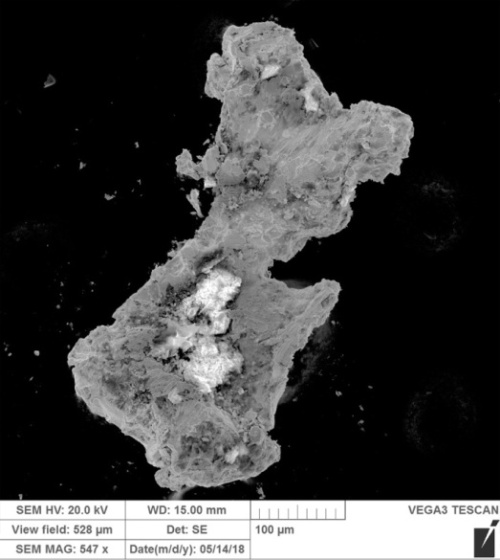 SEM HV: 20.0 kV WD: 15.00 mm VEGA3 TESCAN
View field: 528 µm Det: SE 100 µm
SEM MAG: 547 x Date(m/d/y): 05/14/18